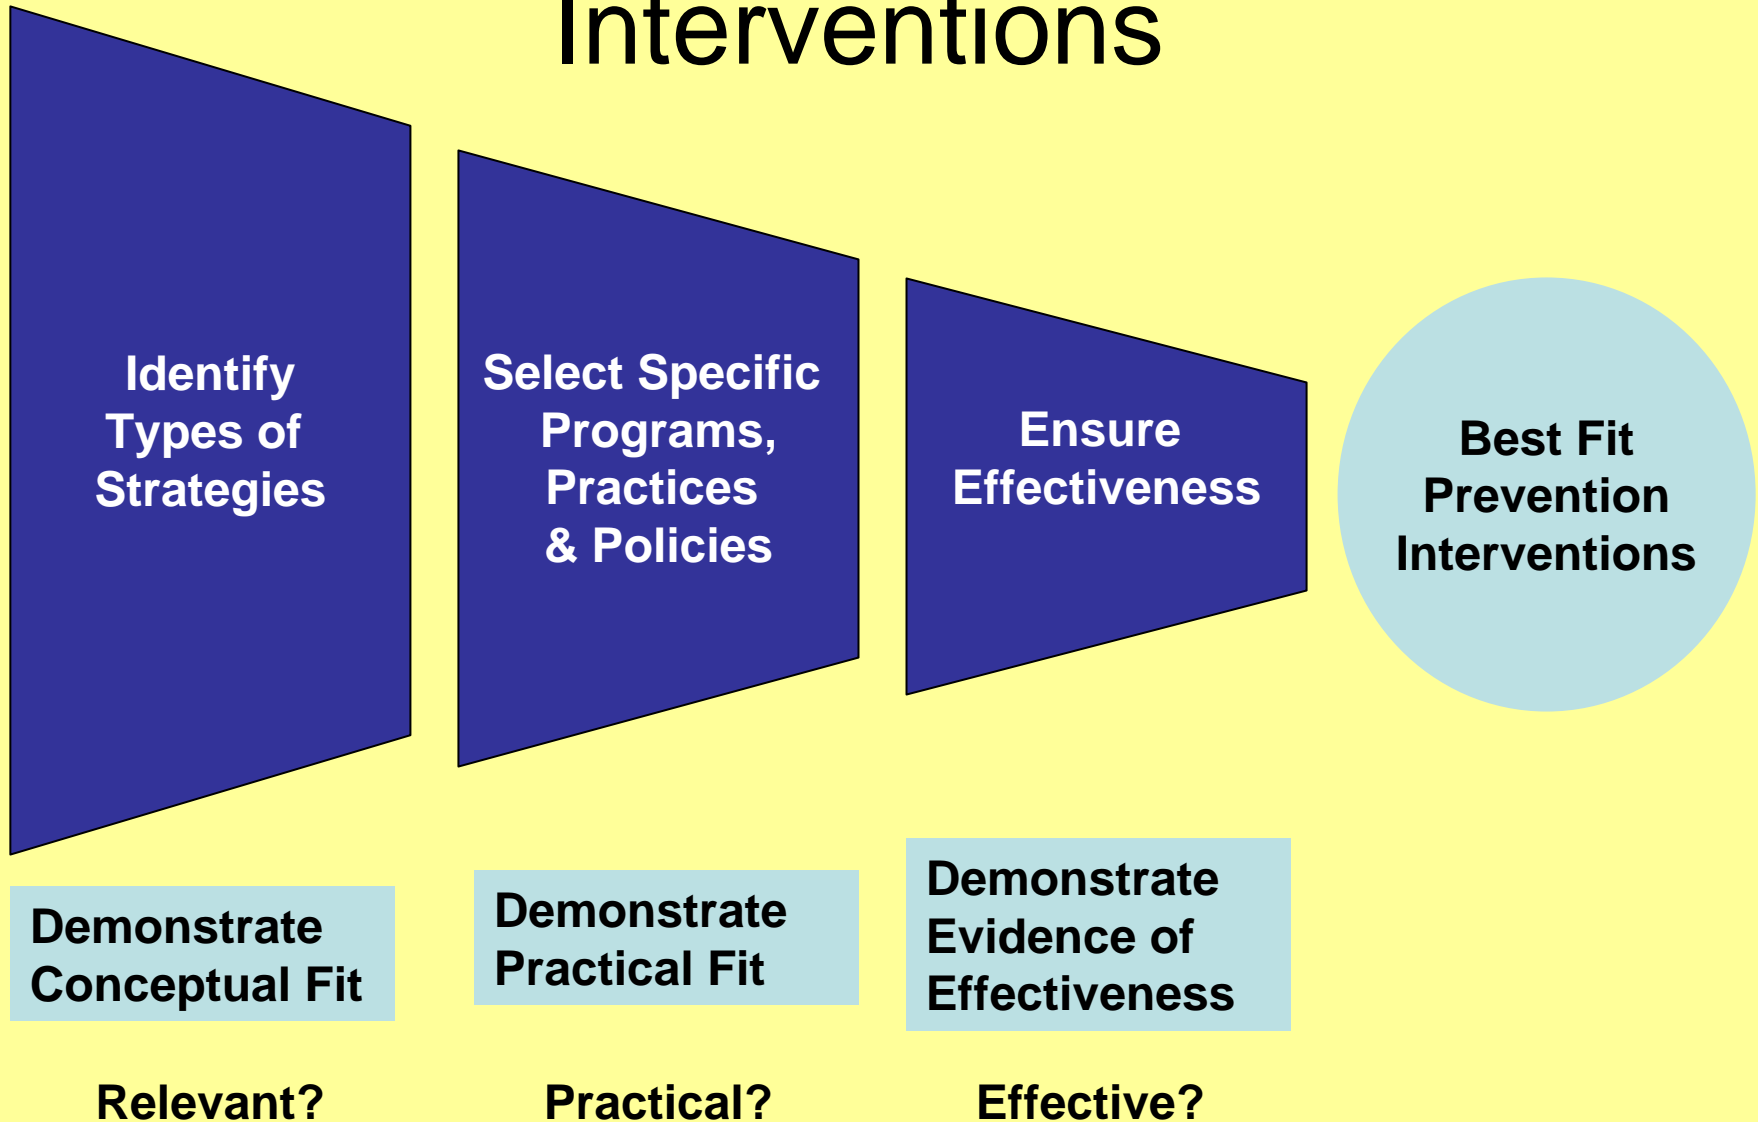 Interventions
Identify
Types of
Strategies
Select Specific
Programs,
Practices
& Policies
Ensure
Effectiveness
Best Fit
Prevention
Interventions
Demonstrate
Conceptual Fit
Demonstrate
Practical Fit
Demonstrate
Evidence of
Effectiveness
Relevant?
Practical?
Effective?